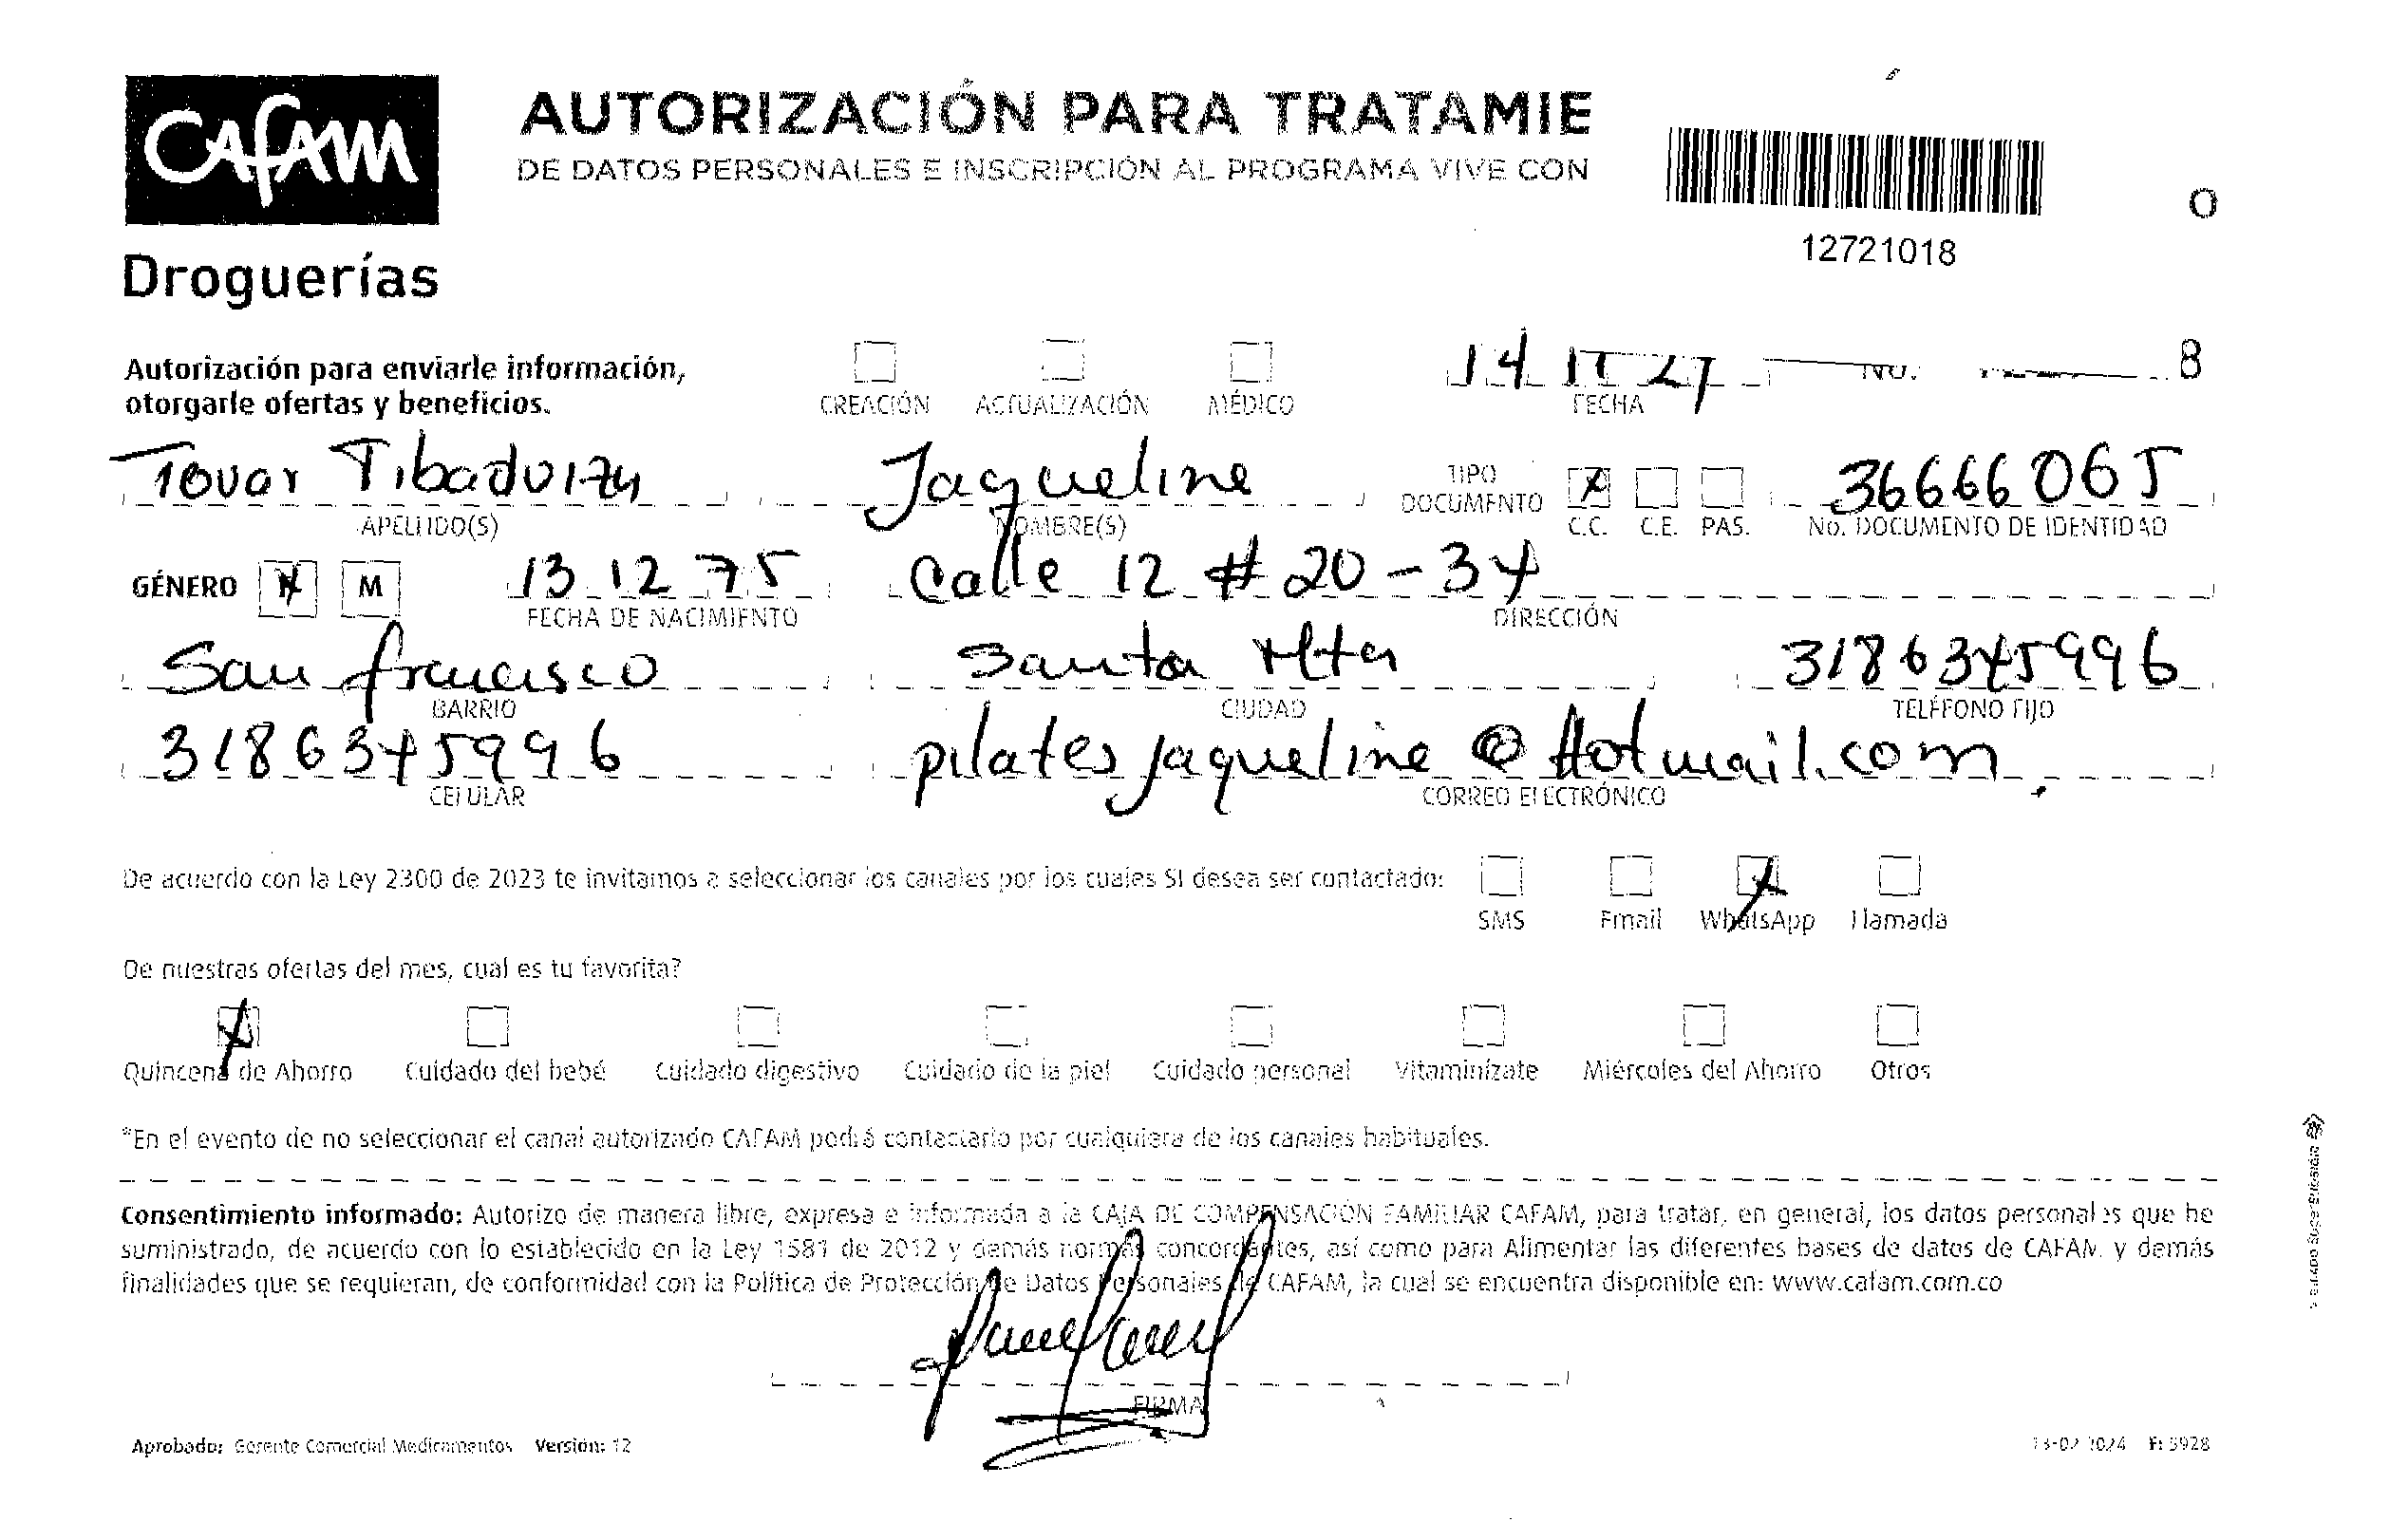 CAFAM
AUTORIZACIÓN PARA TRATAMIE
DE DATOS PERSONALES E INSCRIPCIÓN AL PROGRAMA VIVE CON
O
12721018
Droguerías
Autorización para enviarle información,
otorgarle ofertas y beneficios.
CREACIÓN ACTUALIZACIÓN MÉDICO
14 11 27
FECHA
No.
8
Tovar Tibaduiza Jaqueline
TIPO
DOCUMENTO
X
36666065
APELLIDO(S) NOMBRE(S) C.C. C.E. PAS. No. DOCUMENTO DE IDENTIDAD
GÉNERO X M 13 12 75 Calle 12 # 20 - 34
FECHA DE NACIMIENTO DIRECCIÓN
San francisco Santa Mta 3186345996
BARRIO CIUDAD TELÉFONO FIJO
3186345996 pilatesjaqueline@Hotmail.com
CELULAR CORREO ELECTRÓNICO
De acuerdo con la Ley 2300 de 2023 te invitamos a seleccionar los canales por los cuales SI desea ser contactado:
X
SMS Email WhatsApp Llamada
De nuestras ofertas del mes, cual es tu favorita?
X
Quincena de Ahorro Cuidado del bebé Cuidado digestivo Cuidado de la piel Cuidado personal Vitaminízate Miércoles del Ahorro Otros
*En el evento de no seleccionar el canal autorizado CAFAM podrá contactarlo por cualquiera de los canales habituales.
Consentimiento informado: Autorizo de manera libre, expresa e informada a la CAJA DE COMPENSACIÓN FAMILIAR CAFAM, para tratar, en general, los datos personales que he
suministrado, de acuerdo con lo establecido en la Ley 1581 de 2012 y demás normas concordantes, así como para Alimentar las diferentes bases de datos de CAFAM y demás
finalidades que se requieran, de conformidad con la Política de Protección de Datos Personales de CAFAM, la cual se encuentra disponible en: www.cafam.com.co
FIRMA
Aprobado: Gerente Comercial Medicamentos Versión: 12
13-02-2024 F: 5928